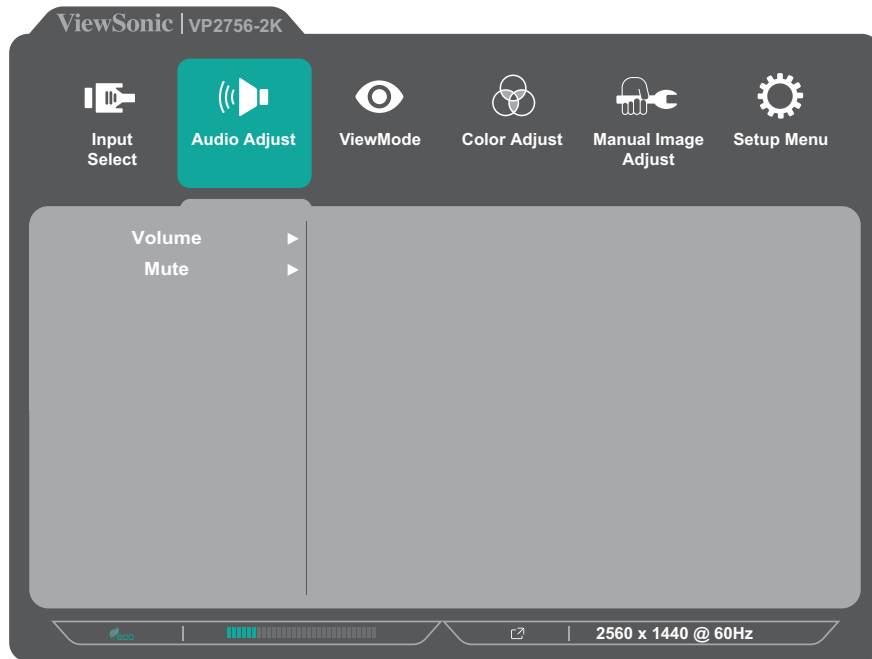 ViewSonic | VP2756-2K
Input Select
Audio Adjust
ViewMode
Color Adjust
Manual Image Adjust
Setup Menu
Volume
Mute
eco
2560 x 1440 @ 60Hz